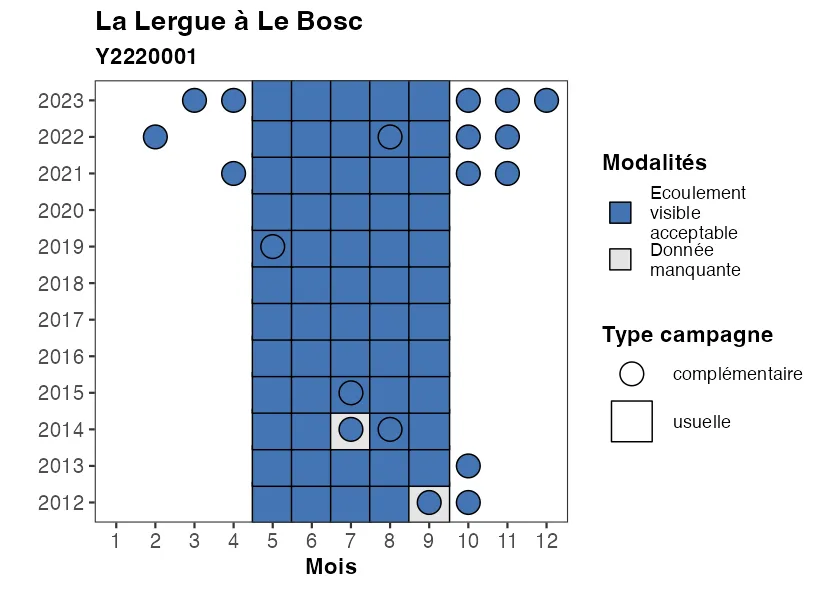 La Lergue à Le Bosc
Y2220001
2023
2022
2021
2020
2019
2018
2017
2016
2015
2014
2013
2012
1 2 3 4 5 6 7 8 9 10 11 12
Mois
Modalités
Ecoulement
visible
acceptable
Donnée
manquante
Type campagne
complémentaire
usuelle